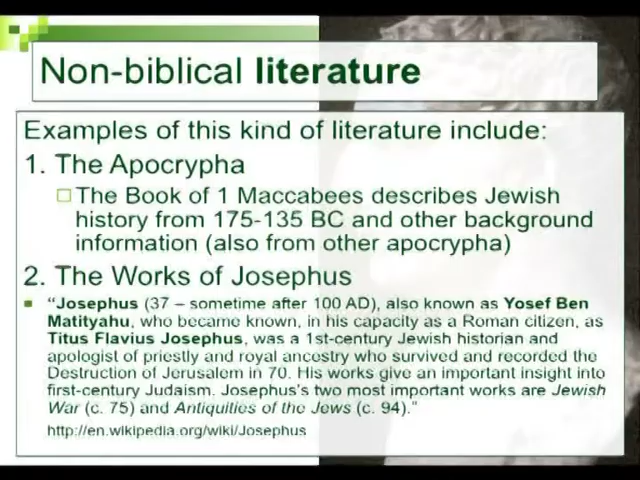 Non-biblical literature
Examples of this kind of literature include:
1. The Apocrypha
The Book of 1 Maccabees describes Jewish
history from 175-135 BC and other background
information (also from other apocrypha)
2. The Works of Josephus
"Josephus (37 – sometime after 100 AD), also known as Yosef Ben
Matityahu, who became known, in his capacity as a Roman citizen, as
Titus Flavius Josephus, was a 1st-century Jewish historian and
apologist of priestly and royal ancestry who survived and recorded the
Destruction of Jerusalem in 70. His works give an important insight into
first-century Judaism. Josephus's two most important works are Jewish
War (c. 75) and Antiquities of the Jews (c. 94)."
http://en.wikipedia.org/wiki/Josephus